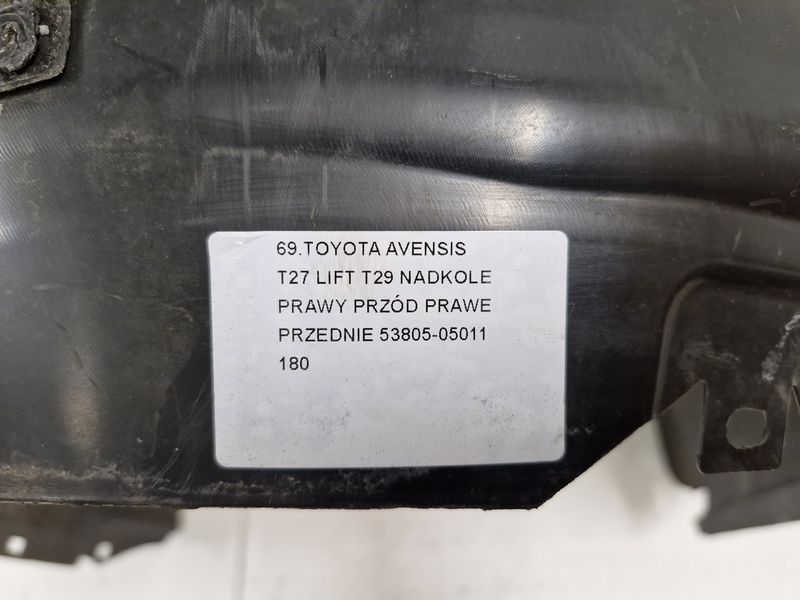 69.TOYOTA AVENSIS
T27 LIFT T29 NADKOLE
PRAWY PRZÓD PRAWE
PRZEDNIE 53805-05011
180